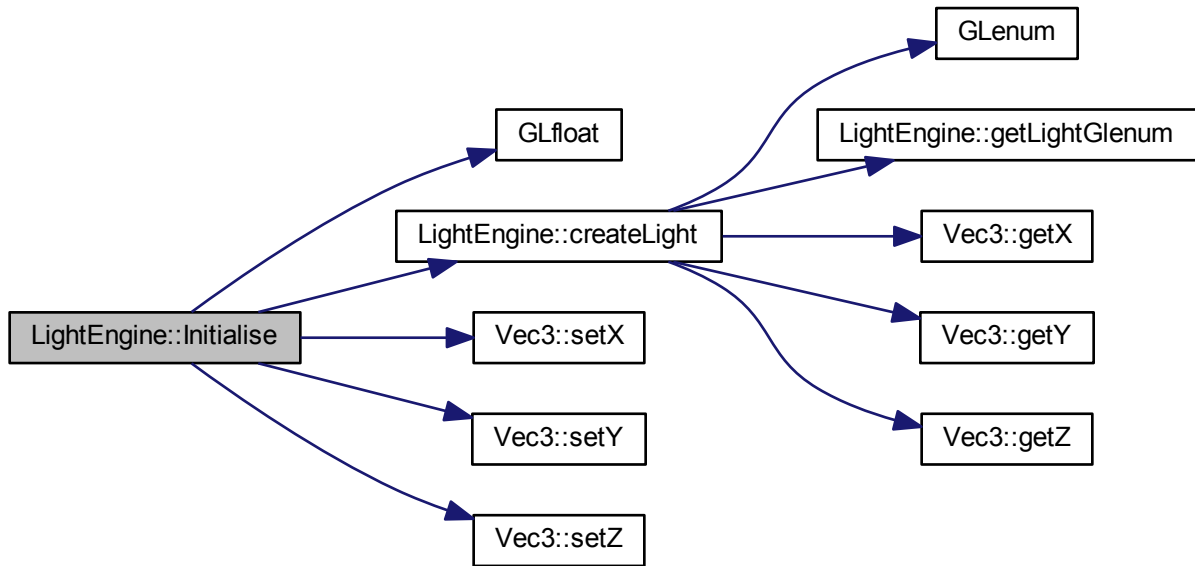 GLenum
GLfloat
LightEngine::getLightGlenum
LightEngine::createLight
Vec3::getX
LightEngine::Initialise
Vec3::setX
Vec3::getY
Vec3::setY
Vec3::getZ
Vec3::setZ